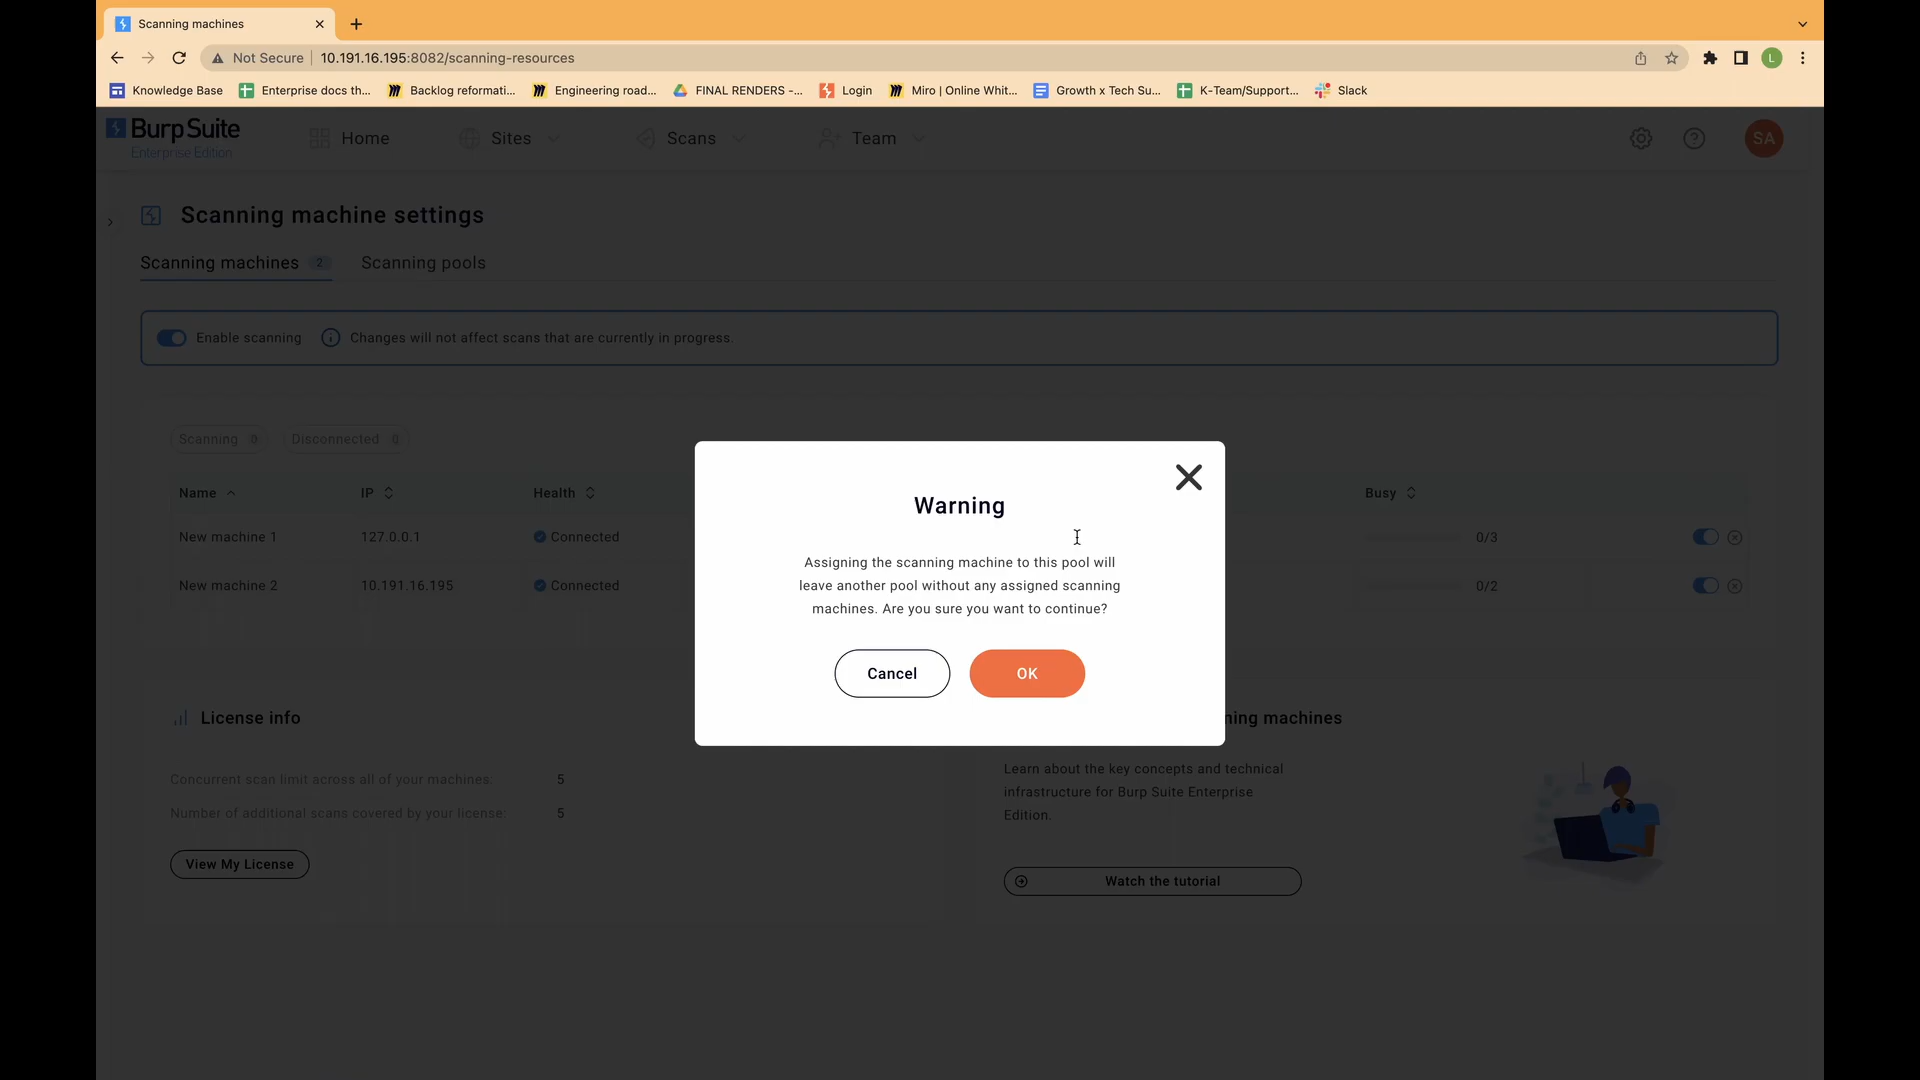 Scanning machines
Not Secure
10.191.16.195:8082/scanning-resources
L
Knowledge Base
Enterprise docs th...
Backlog reformati...
Engineering road...
FINAL RENDERS -...
Login
Miro | Online Whit...
Growth x Tech Su...
K-Team/Support...
Slack
Burp Suite
Enterprise Edition
Home
Sites
Scans
Team
SA
Scanning machine settings
Scanning machines 2
Scanning pools
Enable scanning
Changes will not affect scans that are currently in progress.
Scanning 0
Disconnected 0
Name
IP
Health
Busy
New machine 1
127.0.0.1
Connected
0/3
New machine 2
10.191.16.195
Connected
0/2
Warning
Assigning the scanning machine to this pool will
leave another pool without any assigned scanning
machines. Are you sure you want to continue?
Cancel
OK
License info
Concurrent scan limit across all of your machines: 5
Number of additional scans covered by your license: 5
View My License
machines
Learn about the key concepts and technical
infrastructure for Burp Suite Enterprise
Edition.
Watch the tutorial